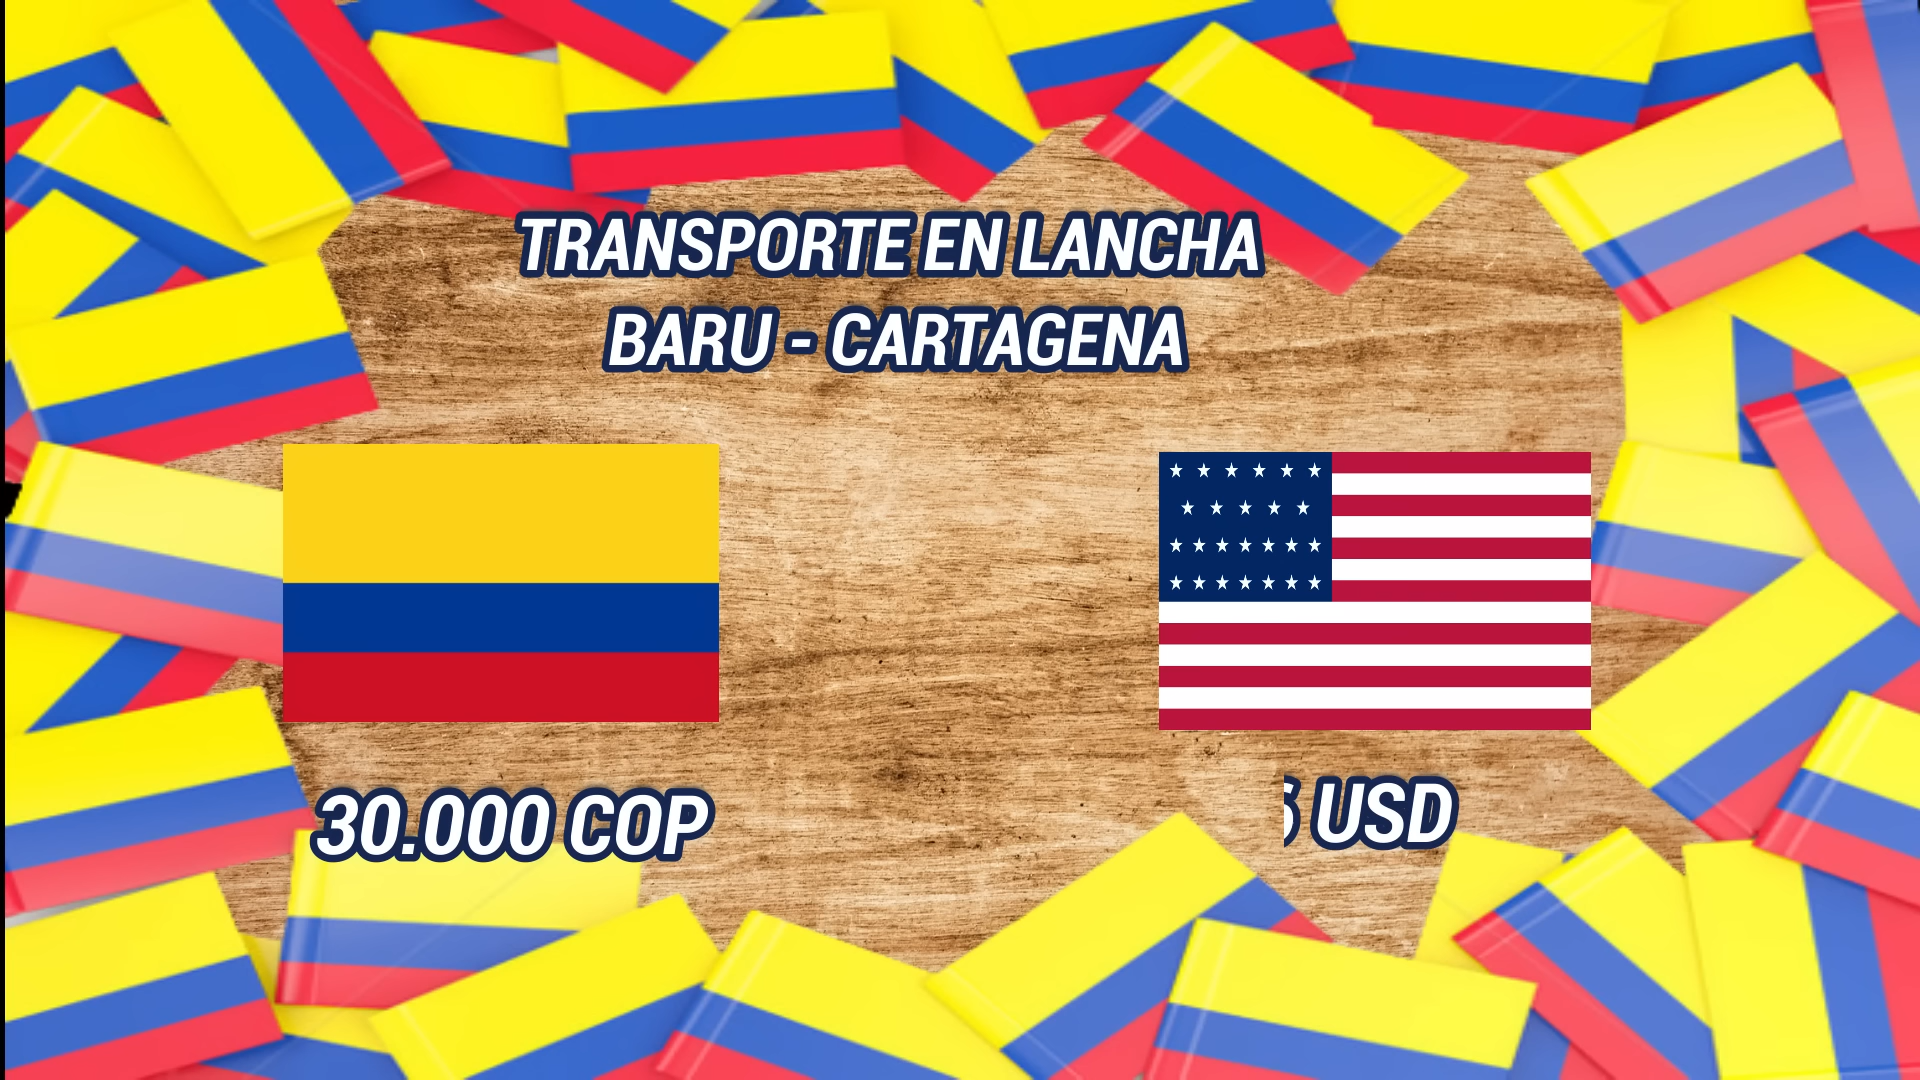 TRANSPORTE EN LANCHA
BARU - CARTAGENA
30.000 COP
USD